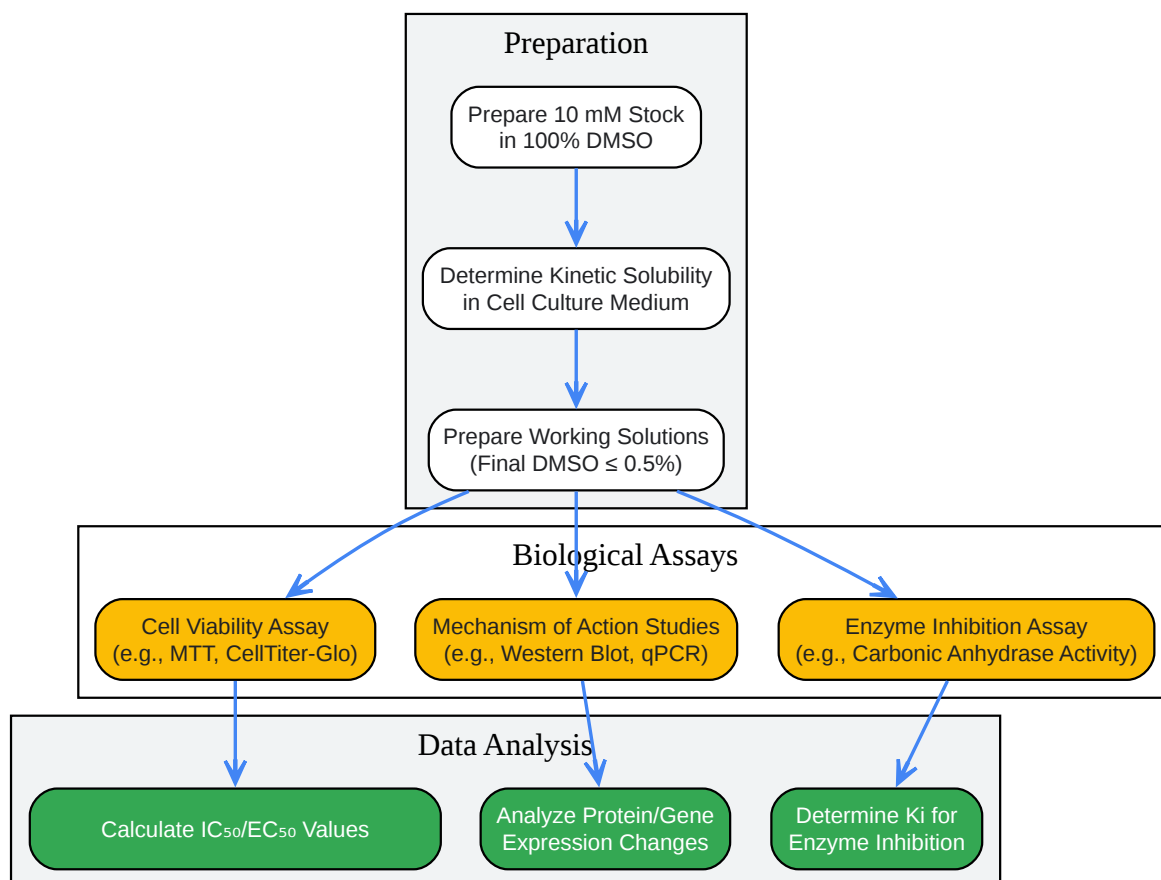 Preparation
Prepare 10 mM Stock
in 100% DMSO
Determine Kinetic Solubility
in Cell Culture Medium
Prepare Working Solutions
(Final DMSO ≤ 0.5%)
Biological Assays
Cell Viability Assay
(e.g., MTT, CellTiter-Glo)
Mechanism of Action Studies
(e.g., Western Blot, qPCR)
Enzyme Inhibition Assay
(e.g., Carbonic Anhydrase Activity)
Data Analysis
Calculate IC₅₀/EC₅₀ Values
Analyze Protein/Gene
Expression Changes
Determine Ki for
Enzyme Inhibition